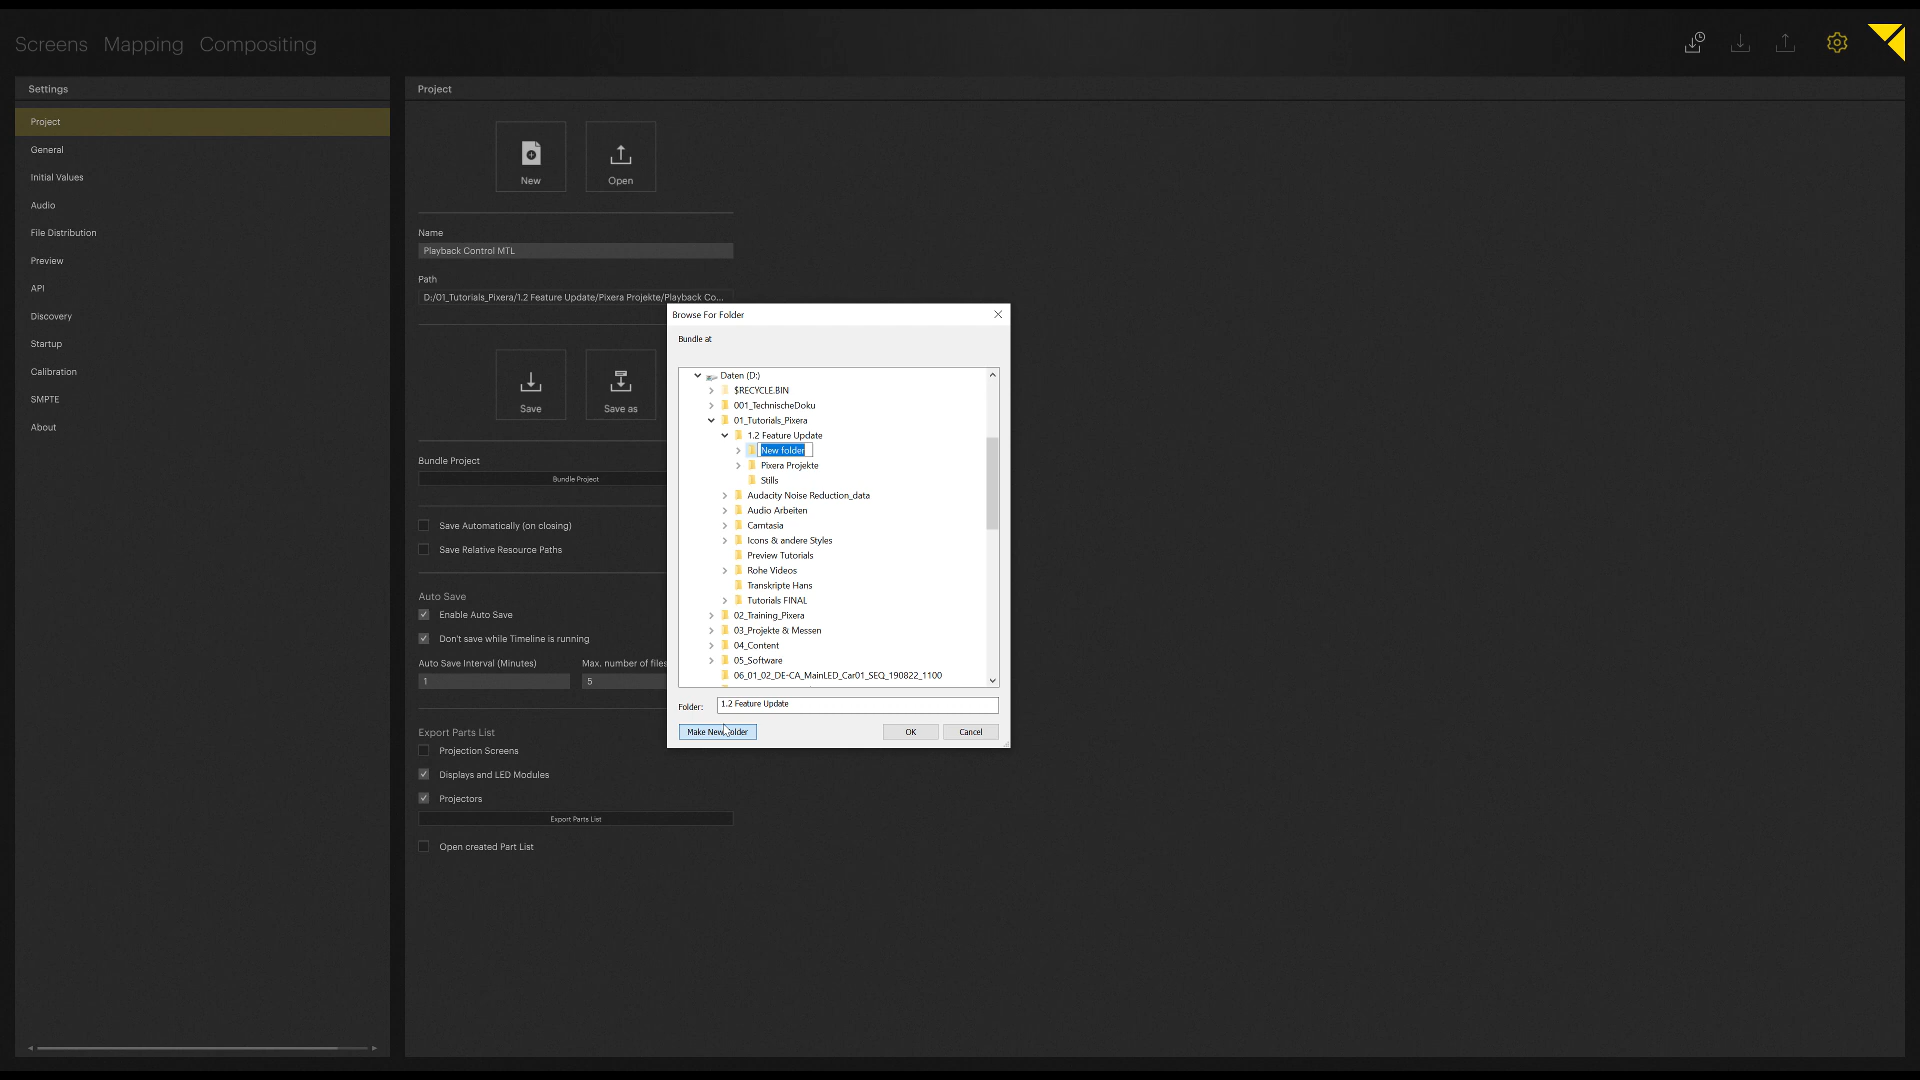 Screens Mapping Compositing
Settings
Project
General
Initial Values
Audio
File Distribution
Preview
API
Discovery
Startup
Calibration
SMPTE
About
Project
New
Open
Name
Playback Control MTL
Path
D:/01_Tutorials_Pixera/1.2 Feature Update/Pixera Projekte/Playback Co...
Save
Save as
Bundle Project
Bundle Project
Save Automatically (on closing)
Save Relative Resource Paths
Auto Save
Enable Auto Save
Don't save while Timeline is running
Auto Save Interval (Minutes)
Max. number of files
1
5
Export Parts List
Projection Screens
Displays and LED Modules
Projectors
Export Parts List
Open created Part List
Browse For Folder
Bundle at
Daten (D:)
$RECYCLE.BIN
001_TechnischeDoku
01_Tutorials_Pixera
1.2 Feature Update
New folder
Pixera Projekte
Stills
Audacity Noise Reduction_data
Audio Arbeiten
Camtasia
Icons & andere Styles
Preview Tutorials
Rohe Videos
Transkripte Hans
Tutorials FINAL
02_Training_Pixera
03_Projekte & Messen
04_Content
05_Software
06_01_02_DE-CA_MainLED_Car01_SEQ_190822_1100
Folder:
1.2 Feature Update
Make New Folder
OK
Cancel